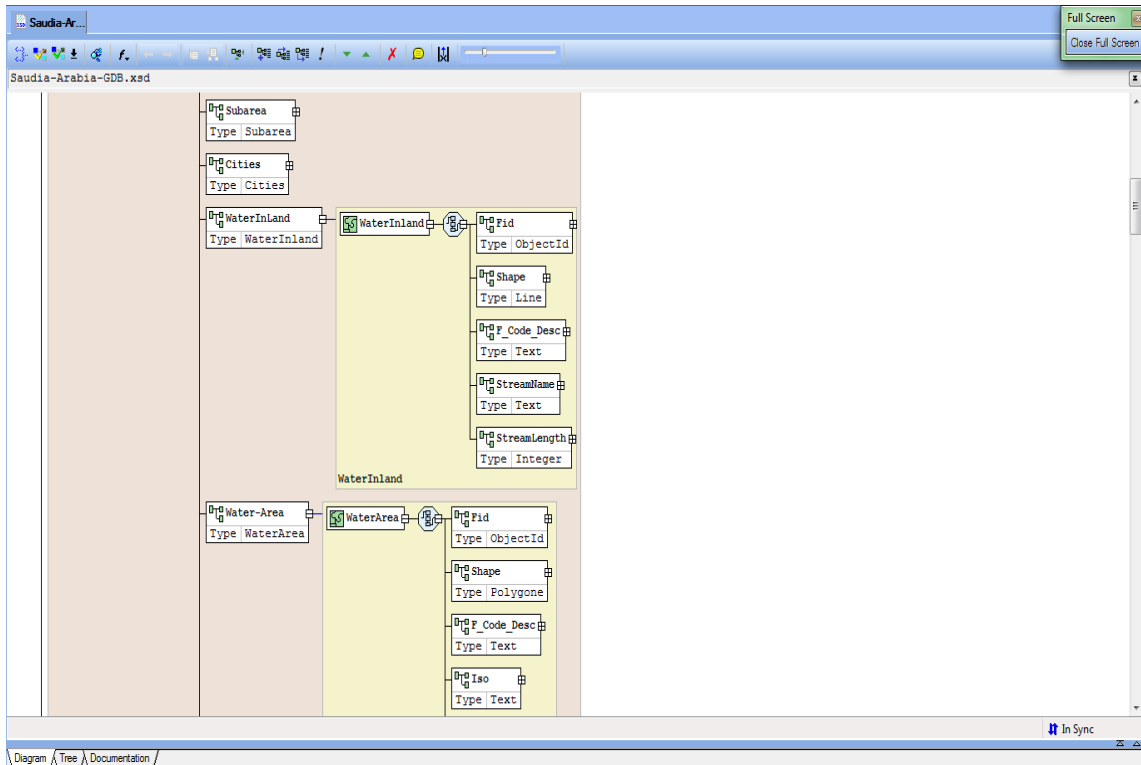 Saudia-Ar...
Full Screen
Close Full Screen
Saudia-Arabia-GDB.xsd
Subarea
Type Subarea
Cities
Type Cities
WaterInLand
Type WaterInland
WaterInland
Fid
Type ObjectId
Shape
Type Line
F_Code_Desc
Type Text
StreamName
Type Text
StreamLength
Type Integer
WaterInland
Water-Area
Type WaterArea
WaterArea
Fid
Type ObjectId
Shape
Type Polygone
F_Code_Desc
Type Text
Iso
Type Text
In Sync
Diagram Tree Documentation